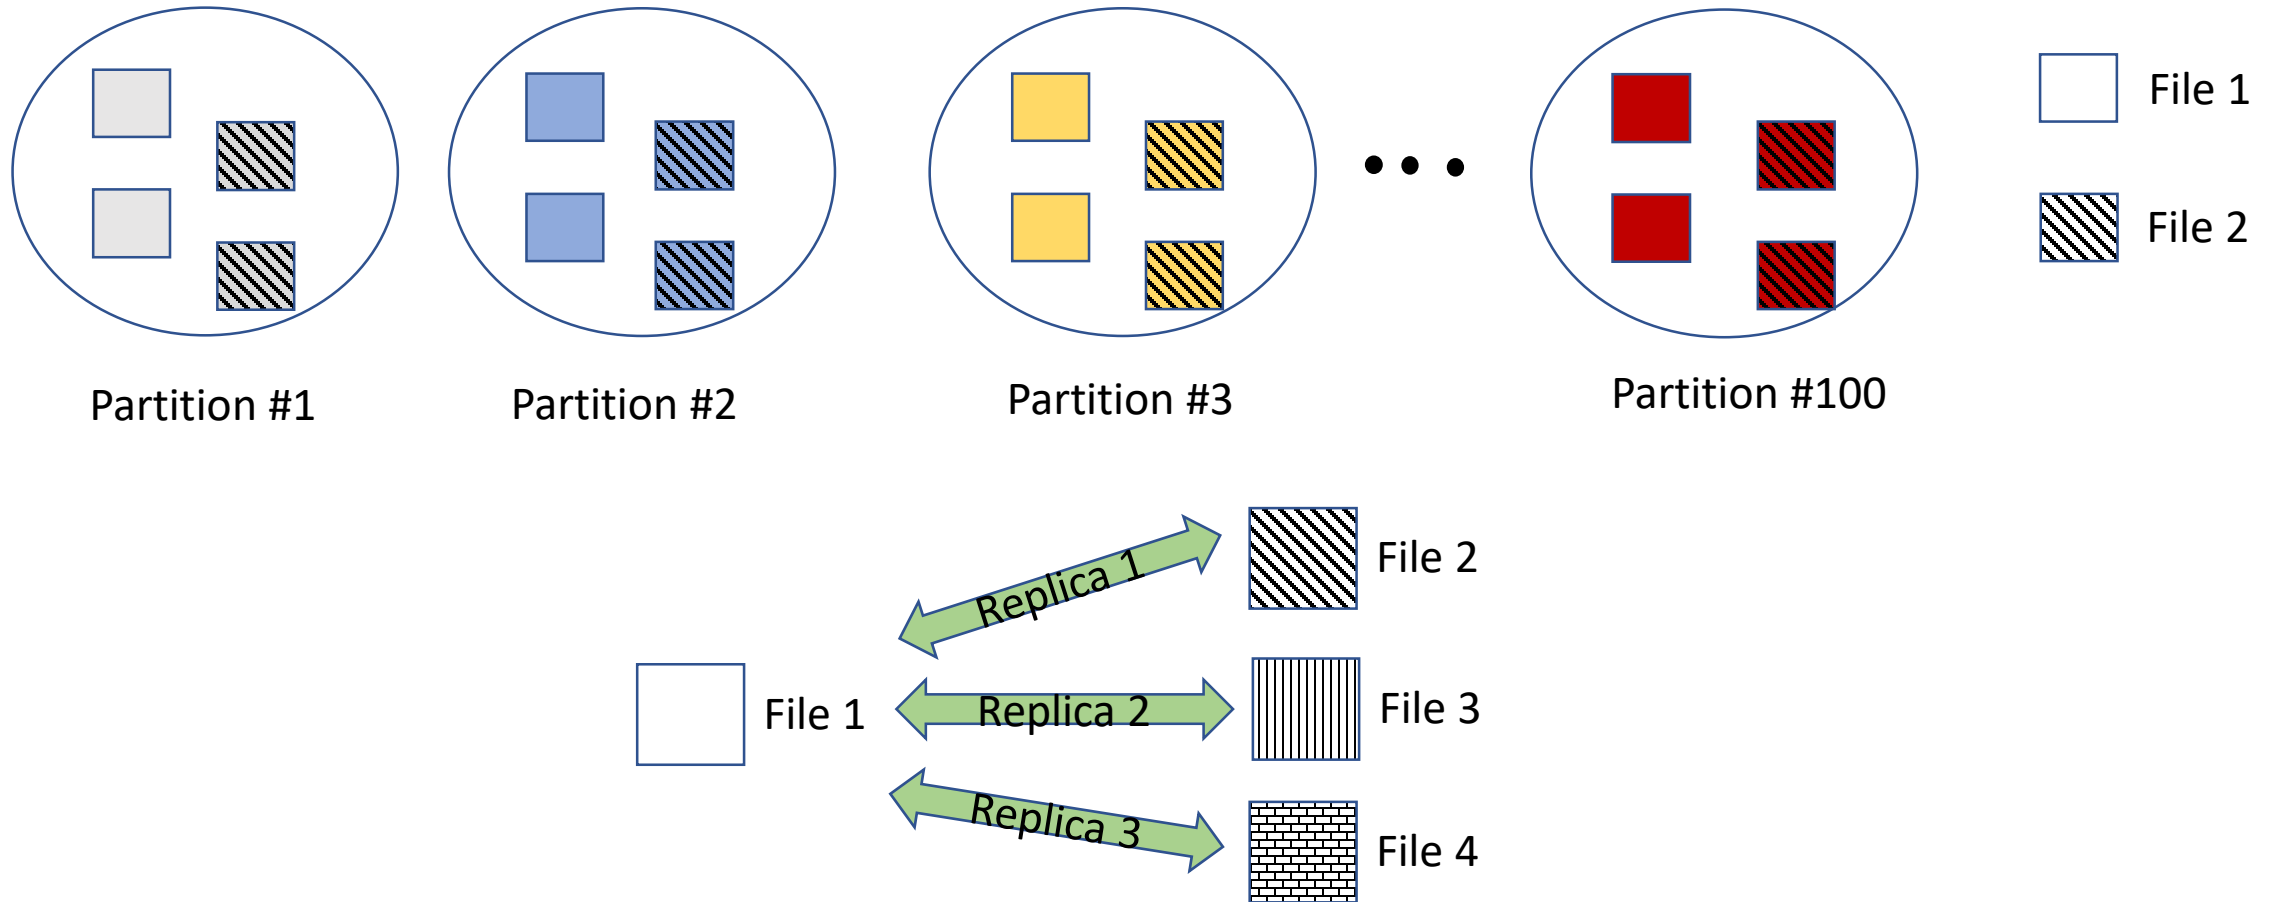 File 1
File 2
Partition #1
Partition #2
Partition #3
Partition #100
Replica 1
File 2
File 1
Replica 2
File 3
Replica 3
File 4